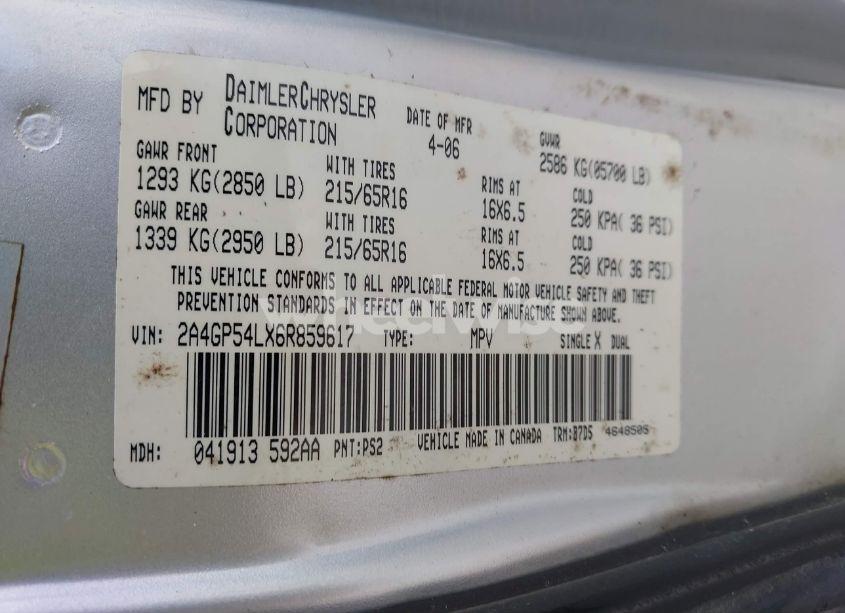 MFD BY DAIMLERCHRYSLER CORPORATION DATE OF MFR 4-06 GVWR 2586 KG(05700 LB)
GAWR FRONT WITH TIRES RIMS AT COLD
1293 KG(2850 LB) 215/65R16 16X6.5 250 KPA( 36 PSI)
GAWR REAR WITH TIRES RIMS AT COLD
1339 KG(2950 LB) 215/65R16 16X6.5 250 KPA( 36 PSI)
THIS VEHICLE CONFORMS TO ALL APPLICABLE FEDERAL MOTOR VEHICLE SAFETY AND THEFT
PREVENTION STANDARDS IN EFFECT ON THE DATE OF MANUFACTURE SHOWN ABOVE.
wheelwise
VIN: 2A4GP54LX6R859617 TYPE: MPV SINGLE X DUAL
MDH: 041913 592AA PNT:PS2 VEHICLE MADE IN CANADA TRM:B7D5 4648505